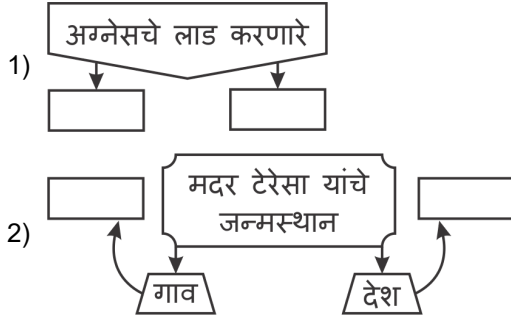 1)
अग्नेसचे लाड करणारे
2)
मदर टेरेसा यांचे
जन्मस्थान
गाव
देश